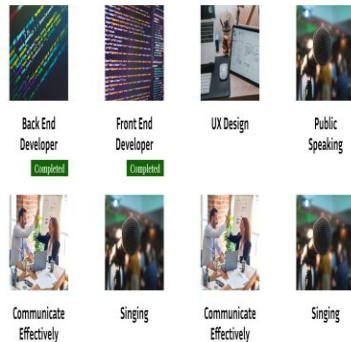 Back End
Developer
Completed
Front End
Developer
Completed
UX Design
Public
Speaking
Communicate
Effectively
Singing
Communicate
Effectively
Singing